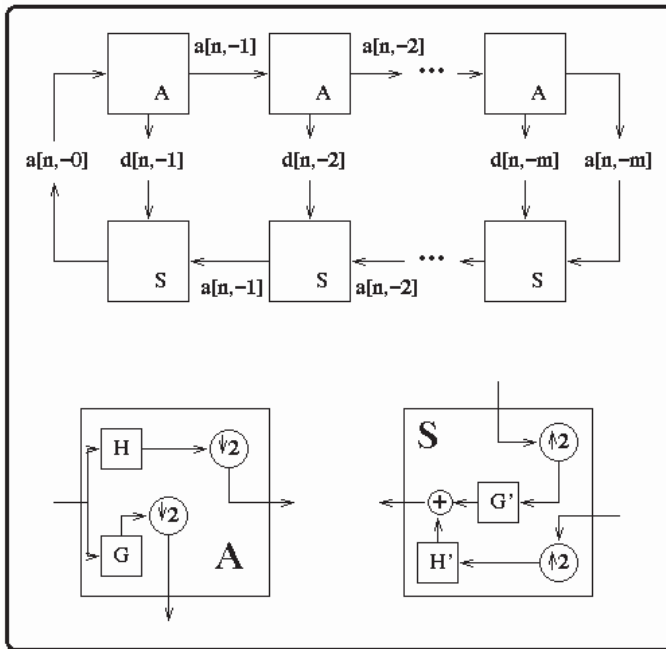 a[n,−1] a[n,−2]
A A ... A
a[n,−0] d[n,−1] d[n,−2] d[n,−m] a[n,−m]
S S ... S
a[n,−1] a[n,−2]
H ↓2
↓2
G A
S ↑2
+ G'
H' ↑2